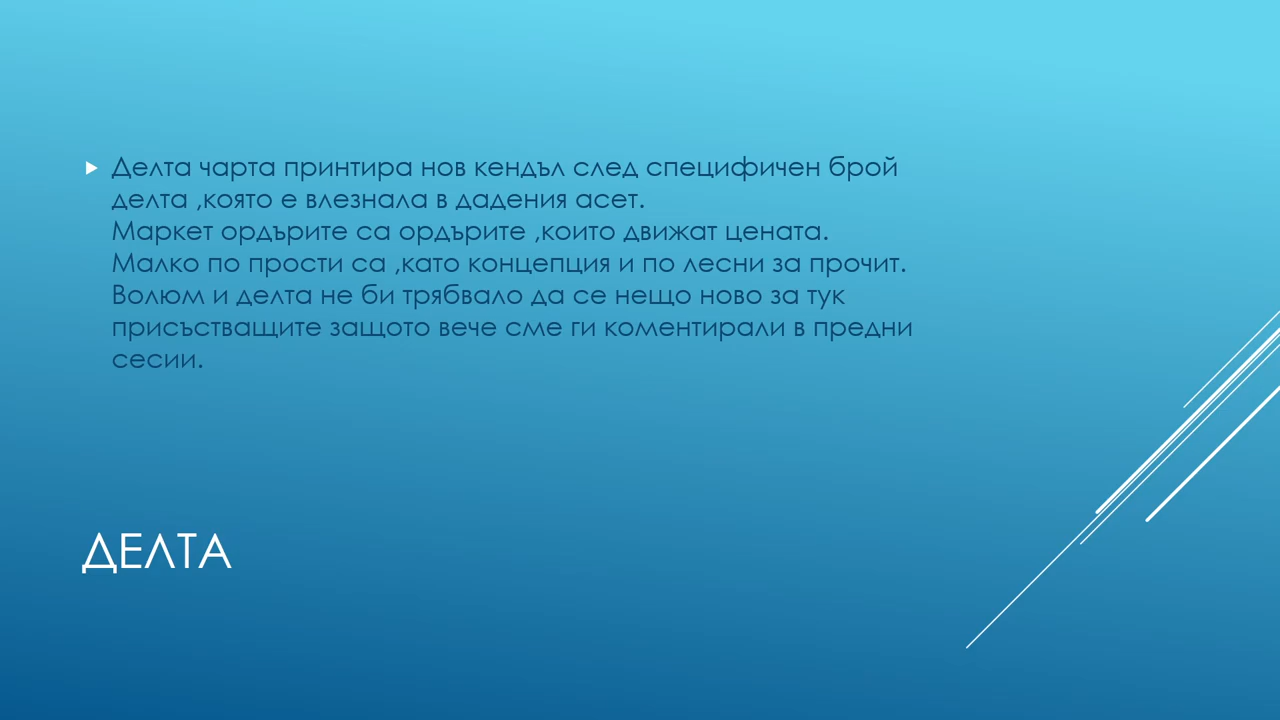 Делта чарта принтира нов кендъл след специфичен брой
делта ,която е влезнала в дадения асет.
Маркет ордърите са ордърите ,които движат цената.
Малко по прости са ,като концепция и по лесни за прочит.
Волюм и делта не би трябвало да се нещо ново за тук
присъстващите защото вече сме ги коментирали в предни
сесии.
ДЕЛТА